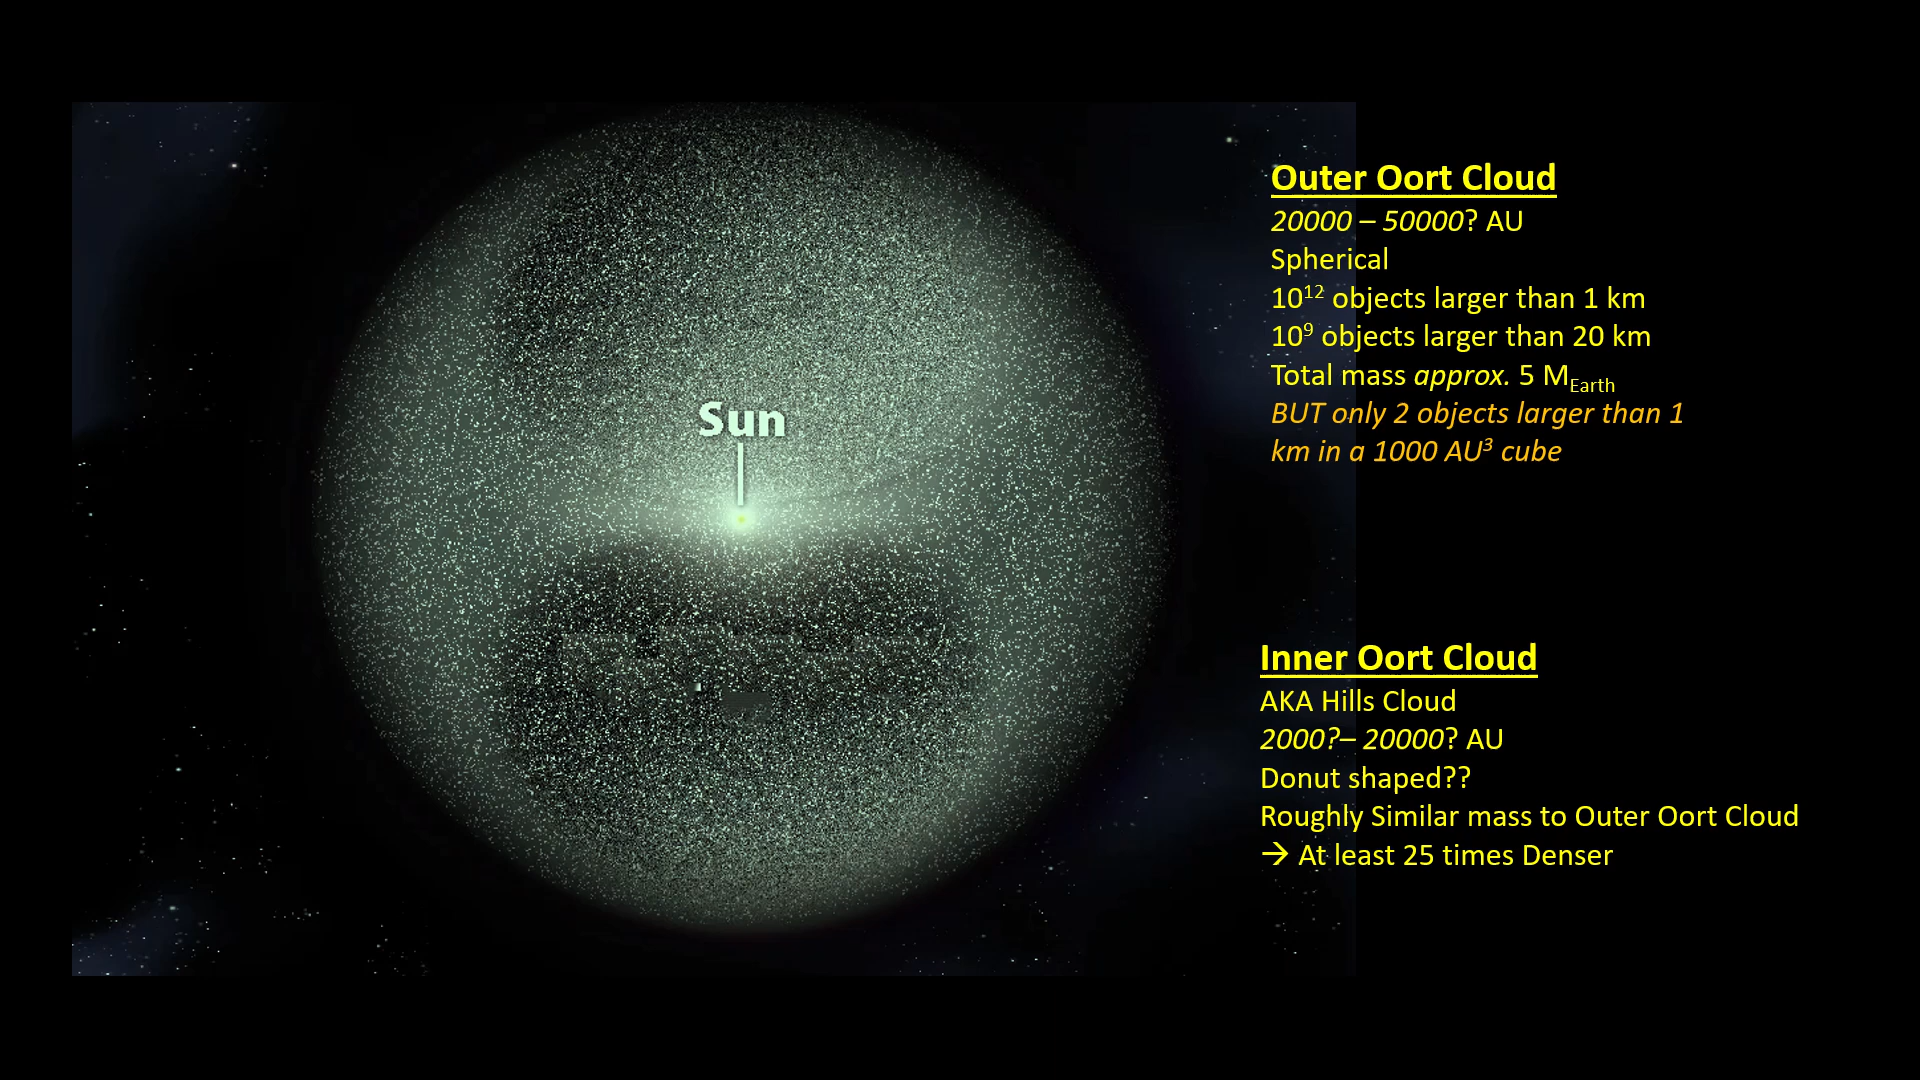 Outer Oort Cloud
20000 – 50000? AU
Spherical
10¹² objects larger than 1 km
10⁹ objects larger than 20 km
Total mass approx. 5 M_Earth
BUT only 2 objects larger than 1
km in a 1000 AU³ cube
Sun
Inner Oort Cloud
AKA Hills Cloud
2000?– 20000? AU
Donut shaped??
Roughly Similar mass to Outer Oort Cloud
→ At least 25 times Denser